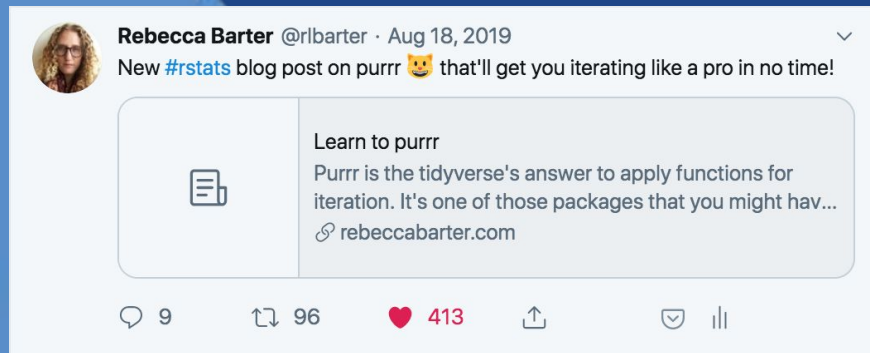 Rebecca Barter @rlbarter · Aug 18, 2019
New #rstats blog post on purrr 😺 that'll get you iterating like a pro in no time!
Learn to purrr
Purrr is the tidyverse's answer to apply functions for
iteration. It's one of those packages that you might hav...
rebeccabarter.com
9 96 413